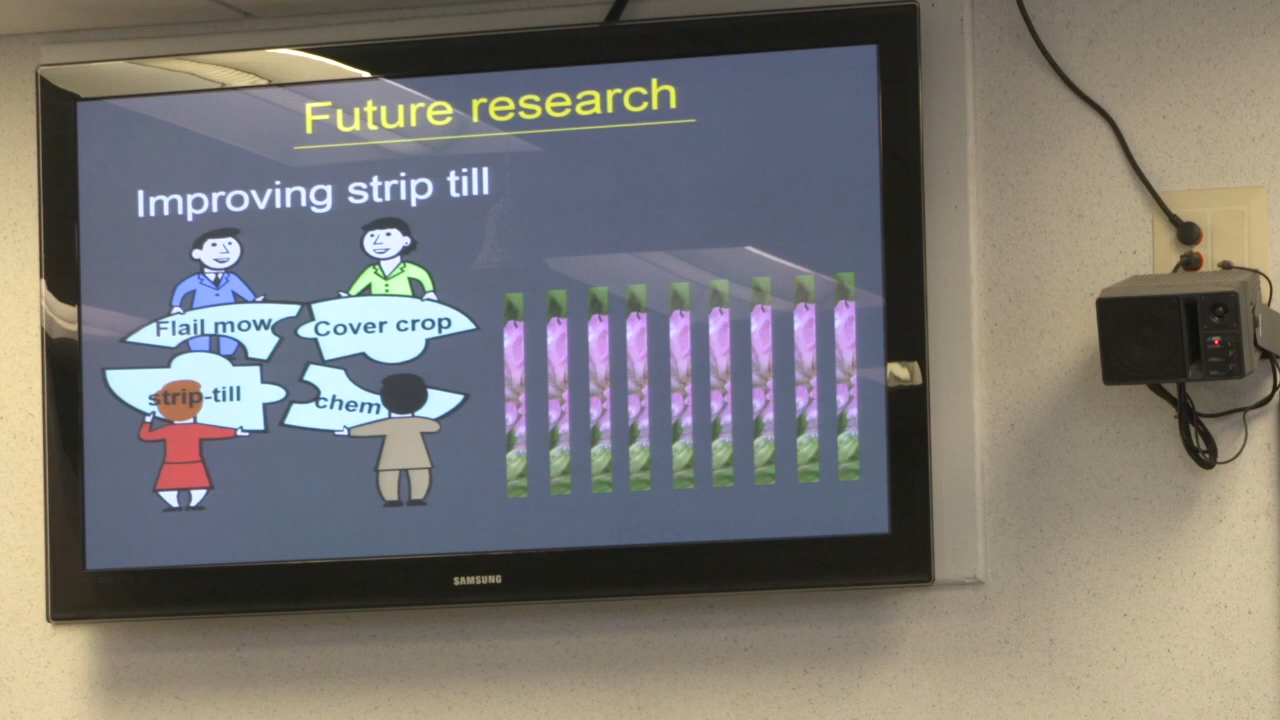 Future research
Improving strip till
Flail mow
Cover crop
strip-till
chem
SAMSUNG